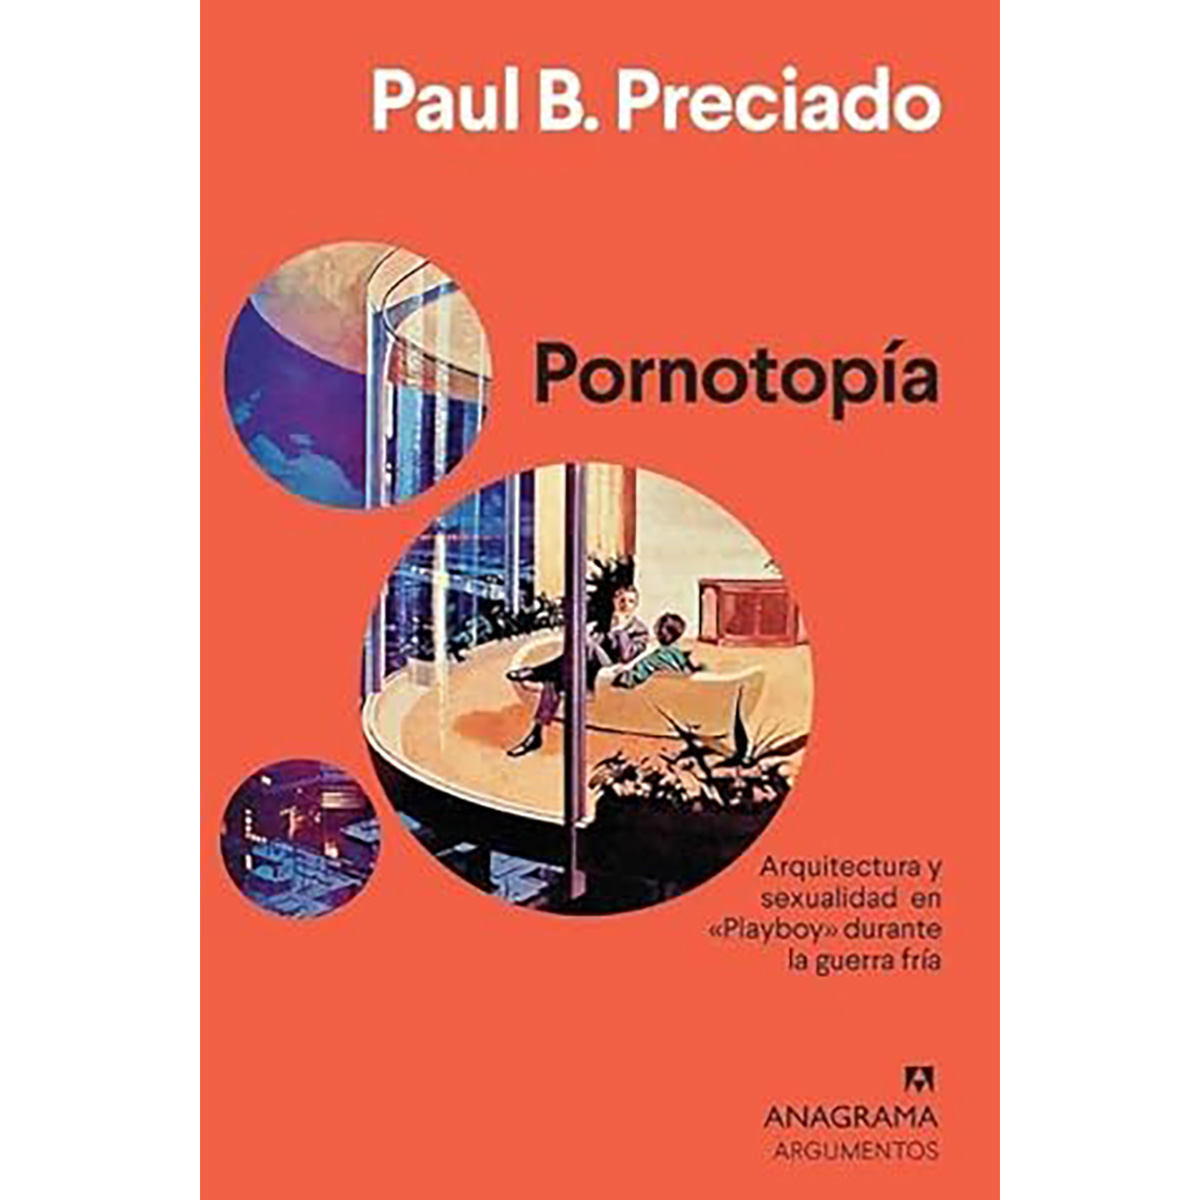 Paul B. Preciado
Pornotopía
Arquitectura y
sexualidad en
«Playboy» durante
la guerra fría
ANAGRAMA
ARGUMENTOS